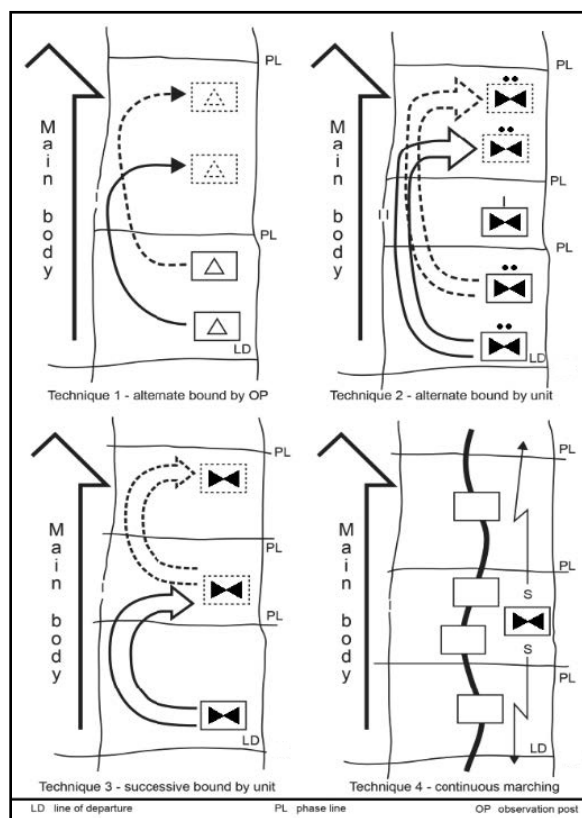 PL
PL
Main body
PL
PL
LD
LD
Technique 1 - alternate bound by OP
Technique 2 - alternate bound by unit
PL
PL
Main body
PL
PL
PL
PL
Main body
Main body
S
S
LD
LD
Technique 3 - successive bound by unit
Technique 4 - continuous marching
LD line of departure
PL phase line
OP observation post